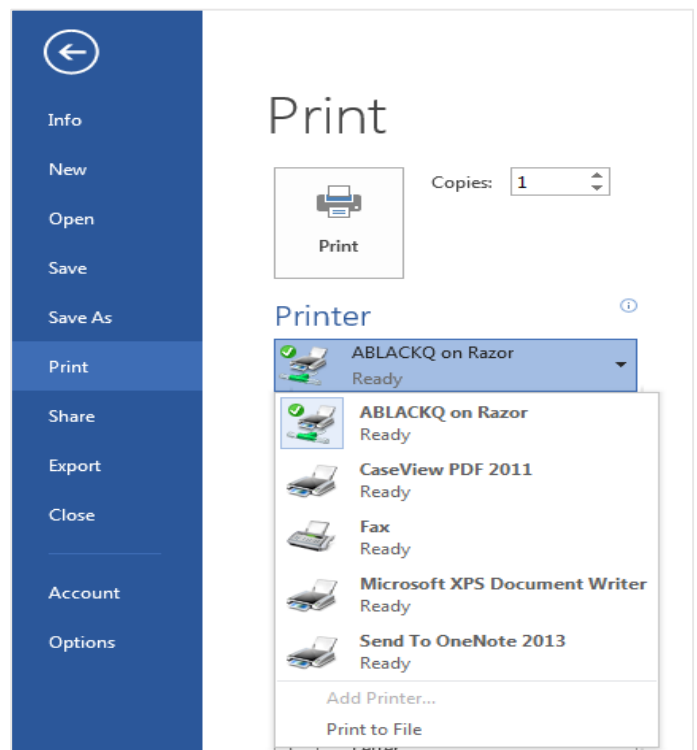 Info
New
Open
Save
Save As
Print
Share
Export
Close
Account
Options
Print
Print
Copies: 1
Printer
ABLACKQ on Razor
Ready
ABLACKQ on Razor
Ready
CaseView PDF 2011
Ready
Fax
Ready
Microsoft XPS Document Writer
Ready
Send To OneNote 2013
Ready
Add Printer...
Print to File